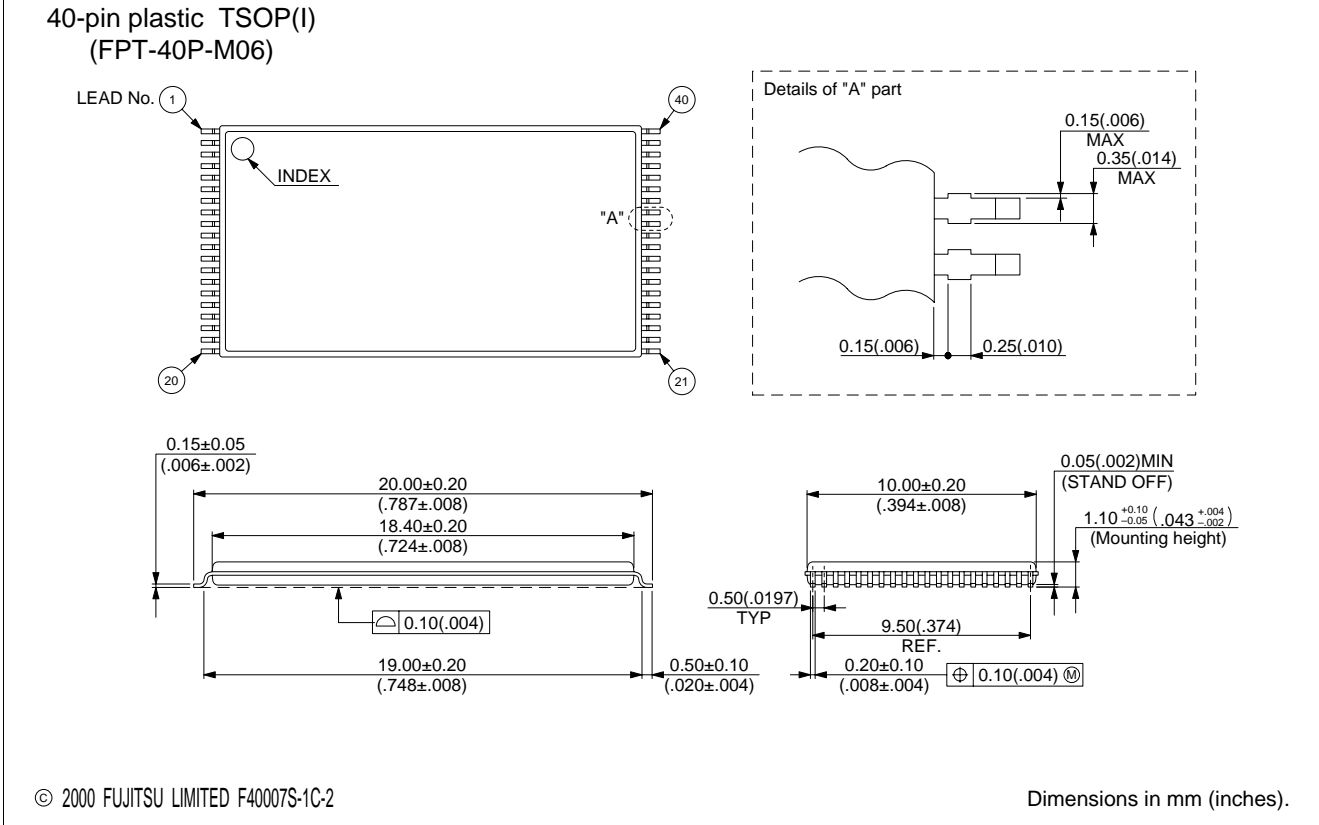 40-pin plastic TSOP(I)
(FPT-40P-M06)
LEAD No. 1
40
INDEX
"A"
20
21
Details of "A" part
0.15(.006)
MAX
0.35(.014)
MAX
0.15(.006)
0.25(.010)
0.15±0.05
(.006±.002)
20.00±0.20
(.787±.008)
18.40±0.20
(.724±.008)
0.10(.004)
19.00±0.20
(.748±.008)
0.50±0.10
(.020±.004)
10.00±0.20
(.394±.008)
0.05(.002)MIN
(STAND OFF)
1.10 +0.10 –0.05 (.043 +.004 –.002)
(Mounting height)
0.50(.0197)
TYP
9.50(.374)
REF.
0.20±0.10
(.008±.004)
⌖ 0.10(.004) Ⓜ
© 2000 FUJITSU LIMITED F40007S-1C-2
Dimensions in mm (inches).